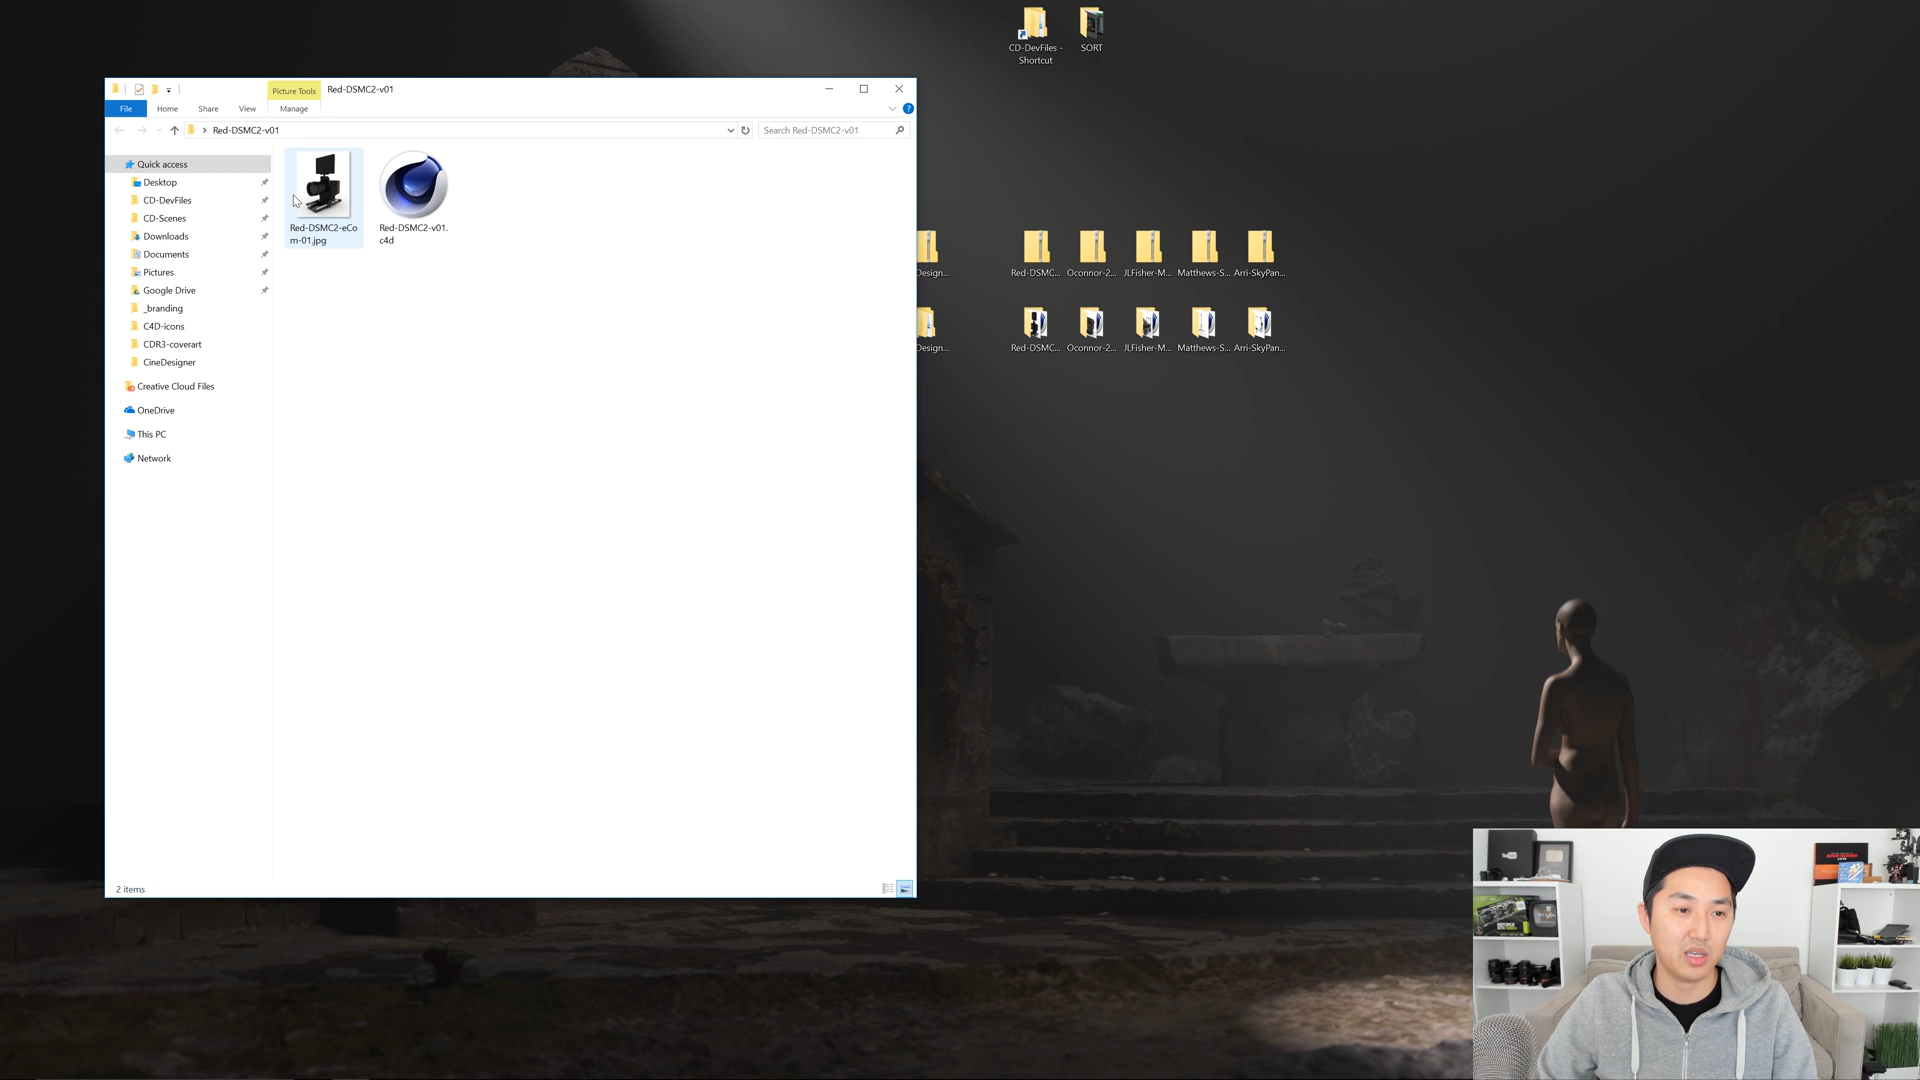 CD-DevFiles -
Shortcut
SORT
Picture Tools
Red-DSMC2-v01
File
Home
Share
View
Manage
Red-DSMC2-v01
Search Red-DSMC2-v01
Quick access
Desktop
CD-DevFiles
CD-Scenes
Downloads
Documents
Pictures
Google Drive
_branding
C4D-icons
CDR3-coverart
CineDesigner
Creative Cloud Files
OneDrive
This PC
Network
Red-DSMC2-eCo
m-01.jpg
Red-DSMC2-v01.
c4d
Design...
Red-DSMC...
Oconnor-2...
JLFisher-M...
Matthews-S...
Arri-SkyPan...
Design...
Red-DSMC...
Oconnor-2...
JLFisher-M...
Matthews-S...
Arri-SkyPan...
2 items